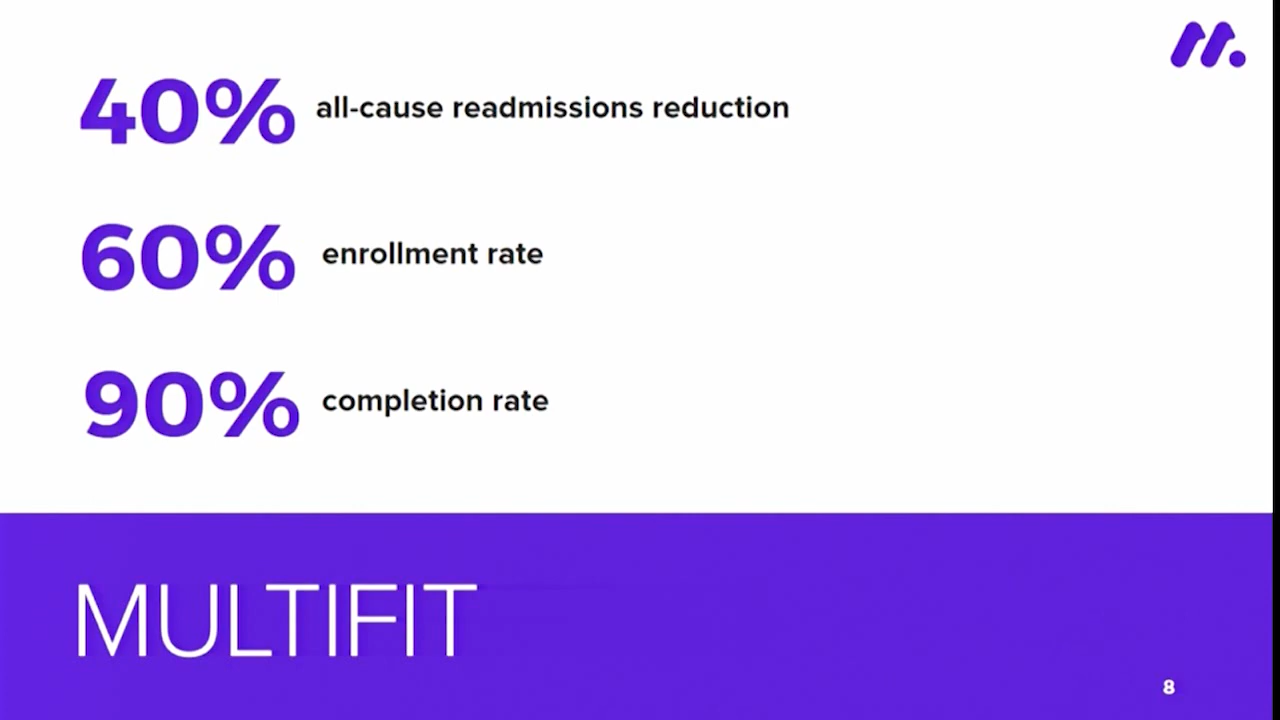 40% all-cause readmissions reduction
60% enrollment rate
90% completion rate
MULTIFIT
8